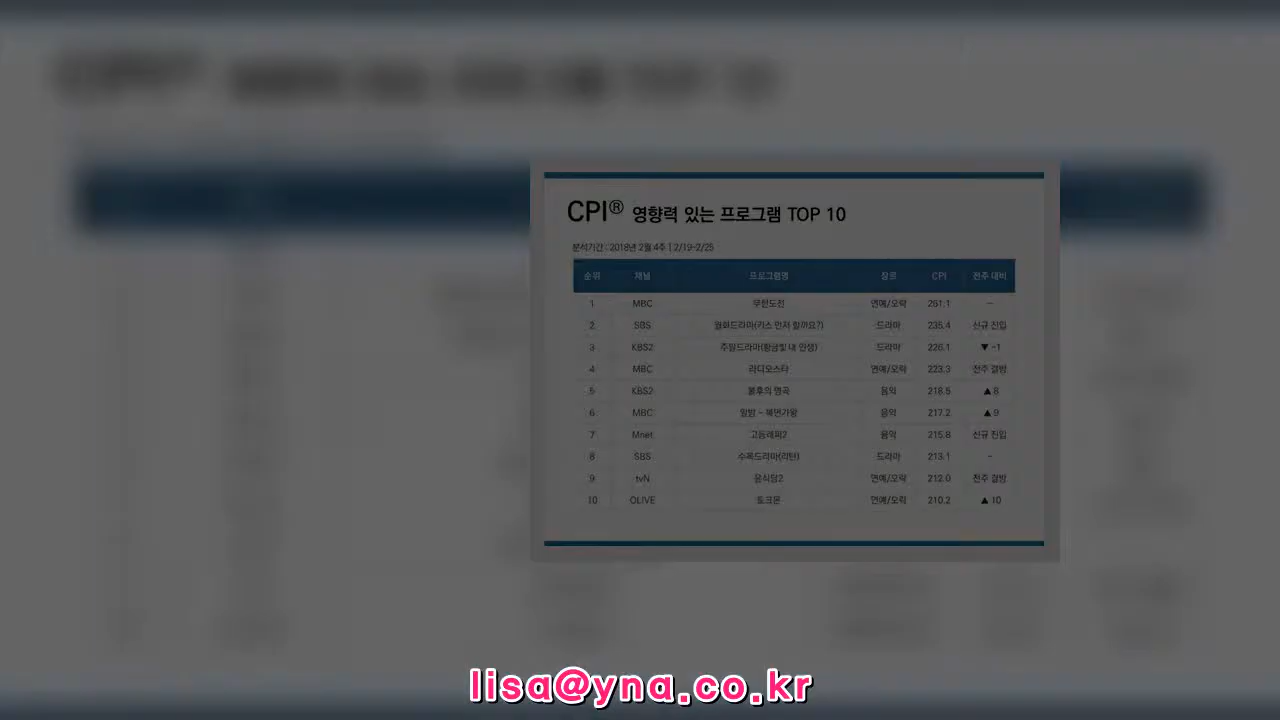 CPI® 영향력 있는 프로그램 TOP 10
분석기간 : 2018년 2월 4주 | 2/19~2/25
순위 채널 프로그램명 장르 CPI 전주 대비
1 MBC 무한도전 연예/오락 261.1 –
2 SBS 월화드라마(키스 먼저 할까요?) 드라마 235.4 신규 진입
3 KBS2 주말드라마(황금빛 내 인생) 드라마 226.1 ▼ -1
4 MBC 라디오스타 연예/오락 223.3 전주 결방
5 KBS2 불후의 명곡 음악 218.5 ▲ 8
6 MBC 일밤 - 복면가왕 음악 217.2 ▲ 9
7 Mnet 고등래퍼2 음악 215.8 신규 진입
8 SBS 수목드라마(리턴) 드라마 213.1 -
9 tvN 윤식당2 연예/오락 212.0 전주 결방
10 OLIVE 토크몬 연예/오락 210.2 ▲ 10
lisa@yna.co.kr